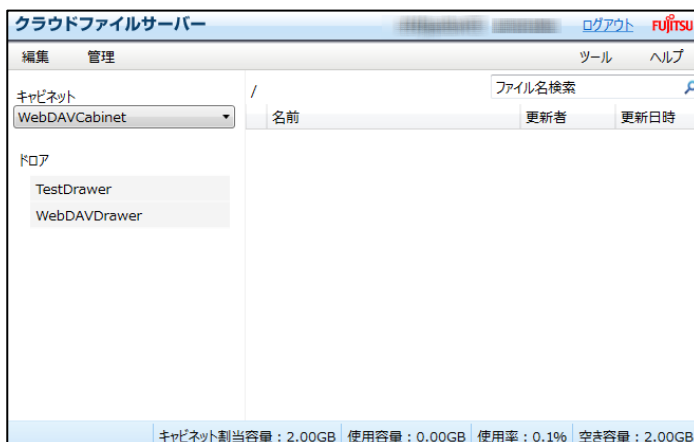 クラウドファイルサーバー ログアウト FUJITSU
編集 管理 ツール ヘルプ
キャビネット
WebDAVCabinet
ドロア
TestDrawer
WebDAVDrawer
/ ファイル名検索
名前 更新者 更新日時
キャビネット割当容量:2.00GB 使用容量:0.00GB 使用率:0.1% 空き容量:2.00GB